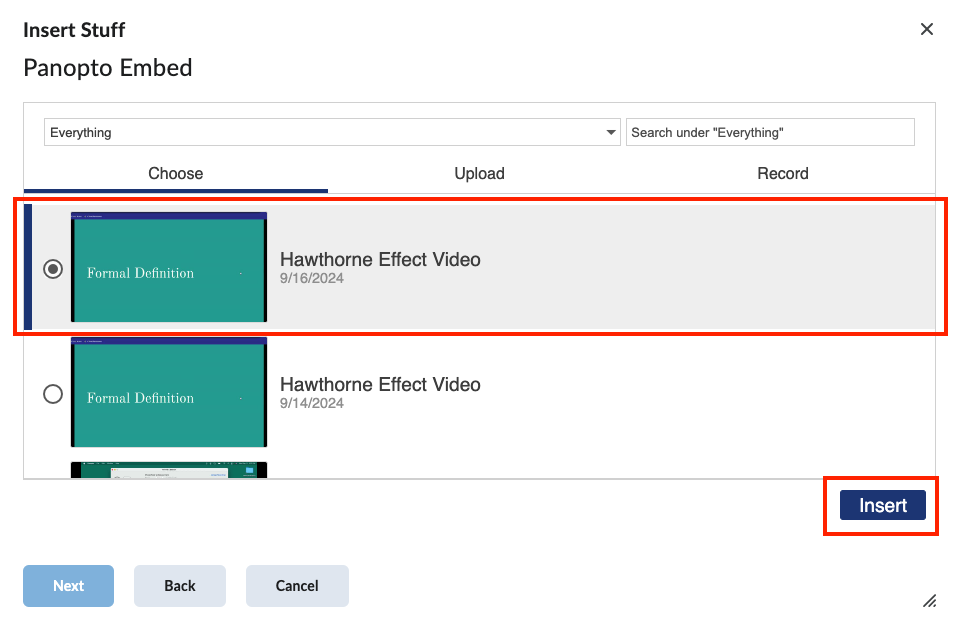 Insert Stuff
Panopto Embed
Everything
Search under "Everything"
Choose Upload Record
Formal Definition
Hawthorne Effect Video
9/16/2024
Formal Definition
Hawthorne Effect Video
9/14/2024
Insert
Next Back Cancel